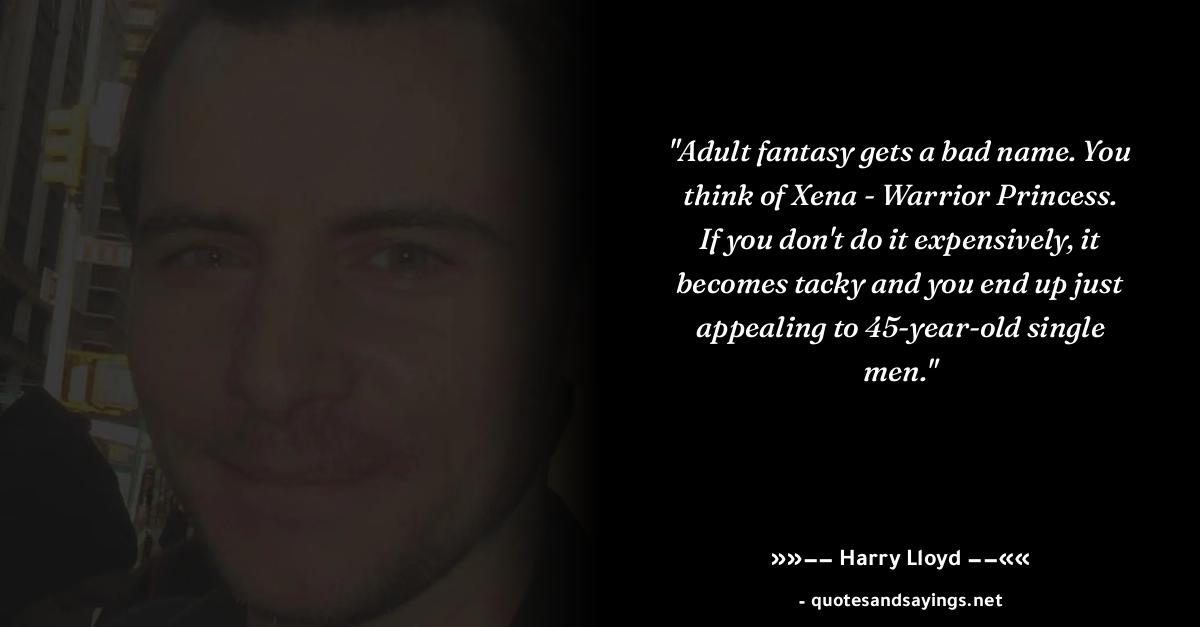 "Adult fantasy gets a bad name. You
think of Xena - Warrior Princess.
If you don't do it expensively, it
becomes tacky and you end up just
appealing to 45-year-old single
men."
»»–– Harry Lloyd ––««
- quotesandsayings.net